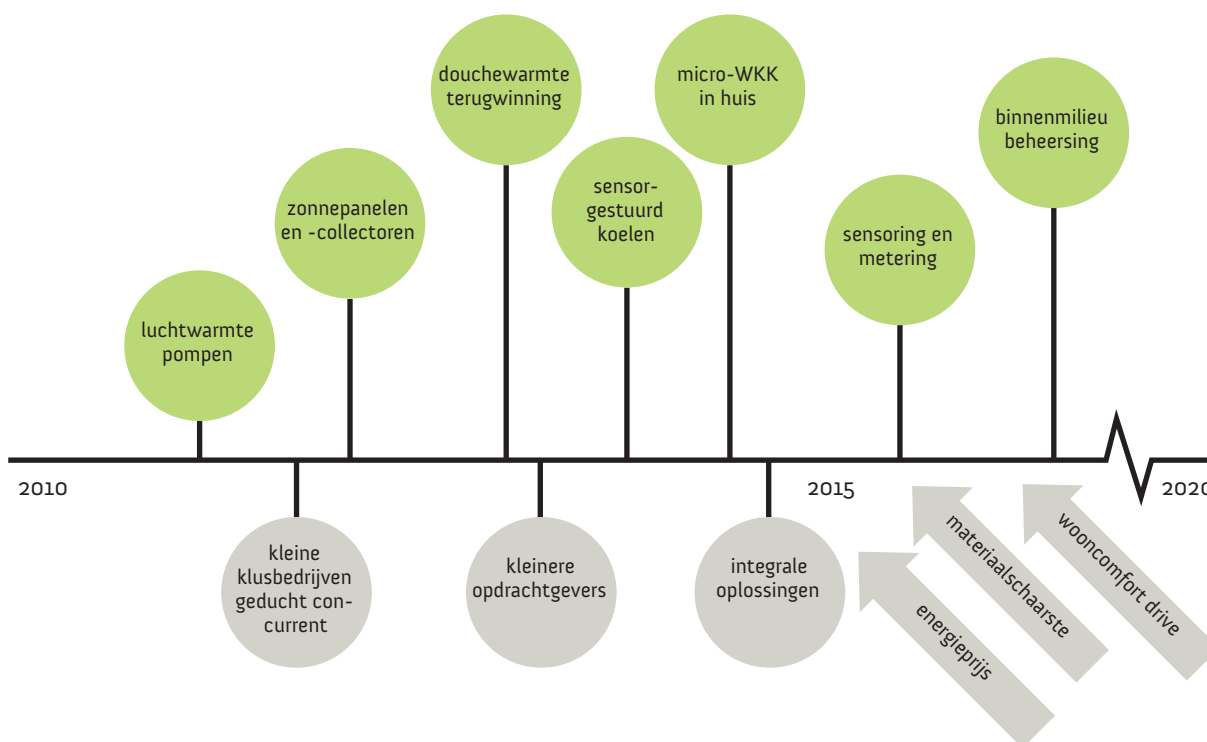 douchewarmte
terugwinning
micro-WKK
in huis
binnenmilieu
beheersing
zonnepanelen
en -collectoren
sensor-
gestuurd
koelen
sensoring en
metering
luchtwarmte
pompen
2010
2015
2020
kleine
klusbedrijven
geducht con-
current
kleinere
opdrachtgevers
integrale
oplossingen
energieprijs
materiaalschaarste
wooncomfort drive